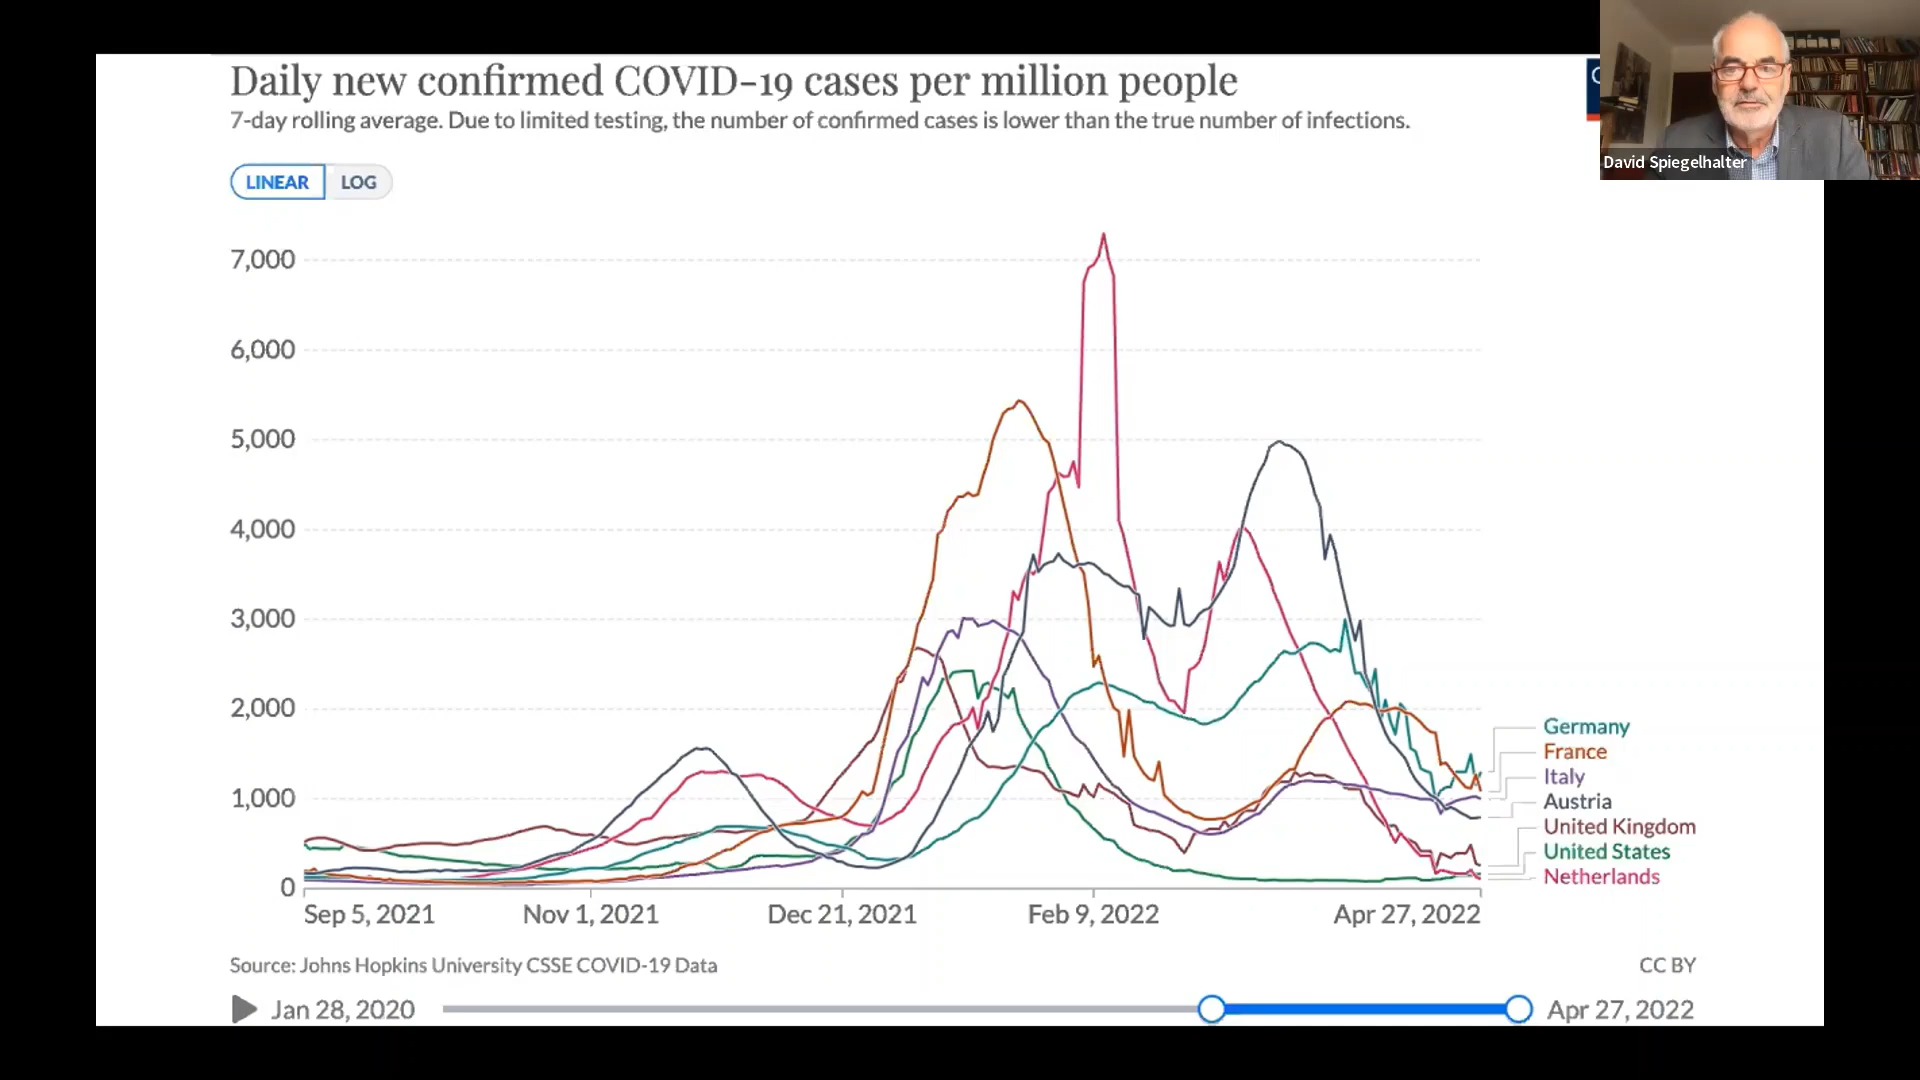 Daily new confirmed COVID-19 cases per million people
7-day rolling average. Due to limited testing, the number of confirmed cases is lower than the true number of infections.
David Spiegelhalter
LINEAR LOG
7,000
6,000
5,000
4,000
3,000
2,000
1,000
0
Germany
France
Italy
Austria
United Kingdom
United States
Netherlands
Sep 5, 2021 Nov 1, 2021 Dec 21, 2021 Feb 9, 2022 Apr 27, 2022
Source: Johns Hopkins University CSSE COVID-19 Data CC BY
Jan 28, 2020 Apr 27, 2022